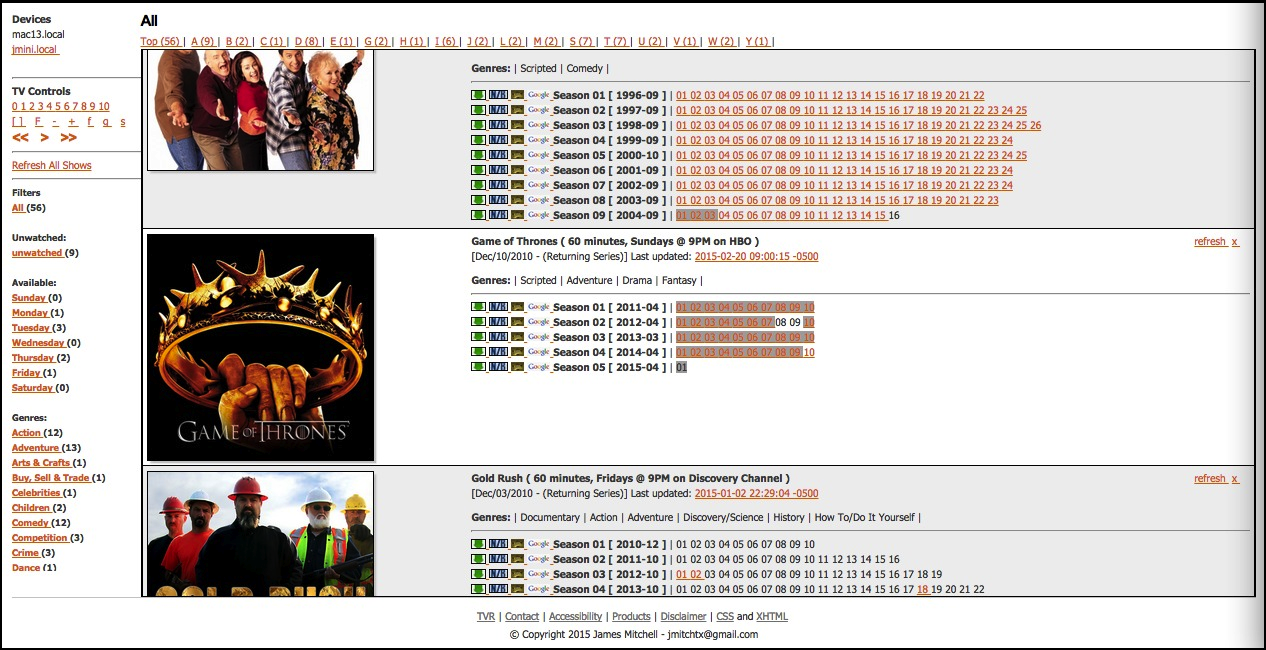 Devices
mac13.local
jmini.local
TV Controls
0 1 2 3 4 5 6 7 8 9 10
[ ] F - + f q s
<< > >>
Refresh All Shows
Filters
All (56)
Unwatched:
unwatched (9)
Available:
Sunday (0)
Monday (1)
Tuesday (3)
Wednesday (0)
Thursday (2)
Friday (1)
Saturday (0)
Genres:
Action (12)
Adventure (13)
Arts & Crafts (1)
Buy, Sell & Trade (1)
Celebrities (1)
Children (2)
Comedy (12)
Competition (3)
Crime (3)
Dance (1)
All
Top (56) | A (9) | B (2) | C (1) | D (8) | E (1) | G (2) | H (1) | I (6) | J (2) | L (2) | M (2) | S (7) | T (7) | U (2) | V (1) | W (2) | Y (1) |
Genres: | Scripted | Comedy |
Google Season 01 [ 1996-09 ] | 01 02 03 04 05 06 07 08 09 10 11 12 13 14 15 16 17 18 19 20 21 22
Google Season 02 [ 1997-09 ] | 01 02 03 04 05 06 07 08 09 10 11 12 13 14 15 16 17 18 19 20 21 22 23 24 25
Google Season 03 [ 1998-09 ] | 01 02 03 04 05 06 07 08 09 10 11 12 13 14 15 16 17 18 19 20 21 22 23 24 25 26
Google Season 04 [ 1999-09 ] | 01 02 03 04 05 06 07 08 09 10 11 12 13 14 15 16 17 18 19 20 21 22 23 24
Google Season 05 [ 2000-10 ] | 01 02 03 04 05 06 07 08 09 10 11 12 13 14 15 16 17 18 19 20 21 22 23 24 25
Google Season 06 [ 2001-09 ] | 01 02 03 04 05 06 07 08 09 10 11 12 13 14 15 16 17 18 19 20 21 22 23 24
Google Season 07 [ 2002-09 ] | 01 02 03 04 05 06 07 08 09 10 11 12 13 14 15 16 17 18 19 20 21 22 23 24
Google Season 08 [ 2003-09 ] | 01 02 03 04 05 06 07 08 09 10 11 12 13 14 15 16 17 18 19 20 21 22 23
Google Season 09 [ 2004-09 ] | 01 02 03 04 05 06 07 08 09 10 11 12 13 14 15 16
GAME OF THRONES
Game of Thrones ( 60 minutes, Sundays @ 9PM on HBO )
refresh x
[Dec/10/2010 - (Returning Series)] Last updated: 2015-02-20 09:00:15 -0500
Genres: | Scripted | Adventure | Drama | Fantasy |
Google Season 01 [ 2011-04 ] | 01 02 03 04 05 06 07 08 09 10
Google Season 02 [ 2012-04 ] | 01 02 03 04 05 06 07 08 09 10
Google Season 03 [ 2013-03 ] | 01 02 03 04 05 06 07 08 09 10
Google Season 04 [ 2014-04 ] | 01 02 03 04 05 06 07 08 09 10
Google Season 05 [ 2015-04 ] | 01
Gold Rush ( 60 minutes, Fridays @ 9PM on Discovery Channel )
refresh x
[Dec/03/2010 - (Returning Series)] Last updated: 2015-01-02 22:29:04 -0500
Genres: | Documentary | Action | Adventure | Discovery/Science | History | How To/Do It Yourself |
Google Season 01 [ 2010-12 ] | 01 02 03 04 05 06 07 08 09 10
Google Season 02 [ 2011-10 ] | 01 02 03 04 05 06 07 08 09 10 11 12 13 14 15 16
Google Season 03 [ 2012-10 ] | 01 02 03 04 05 06 07 08 09 10 11 12 13 14 15 16 17 18 19
Google Season 04 [ 2013-10 ] | 01 02 03 04 05 06 07 08 09 10 11 12 13 14 15 16 17 18 19 20 21 22
TVR | Contact | Accessibility | Products | Disclaimer | CSS and XHTML
© Copyright 2015 James Mitchell - jmitchtx@gmail.com